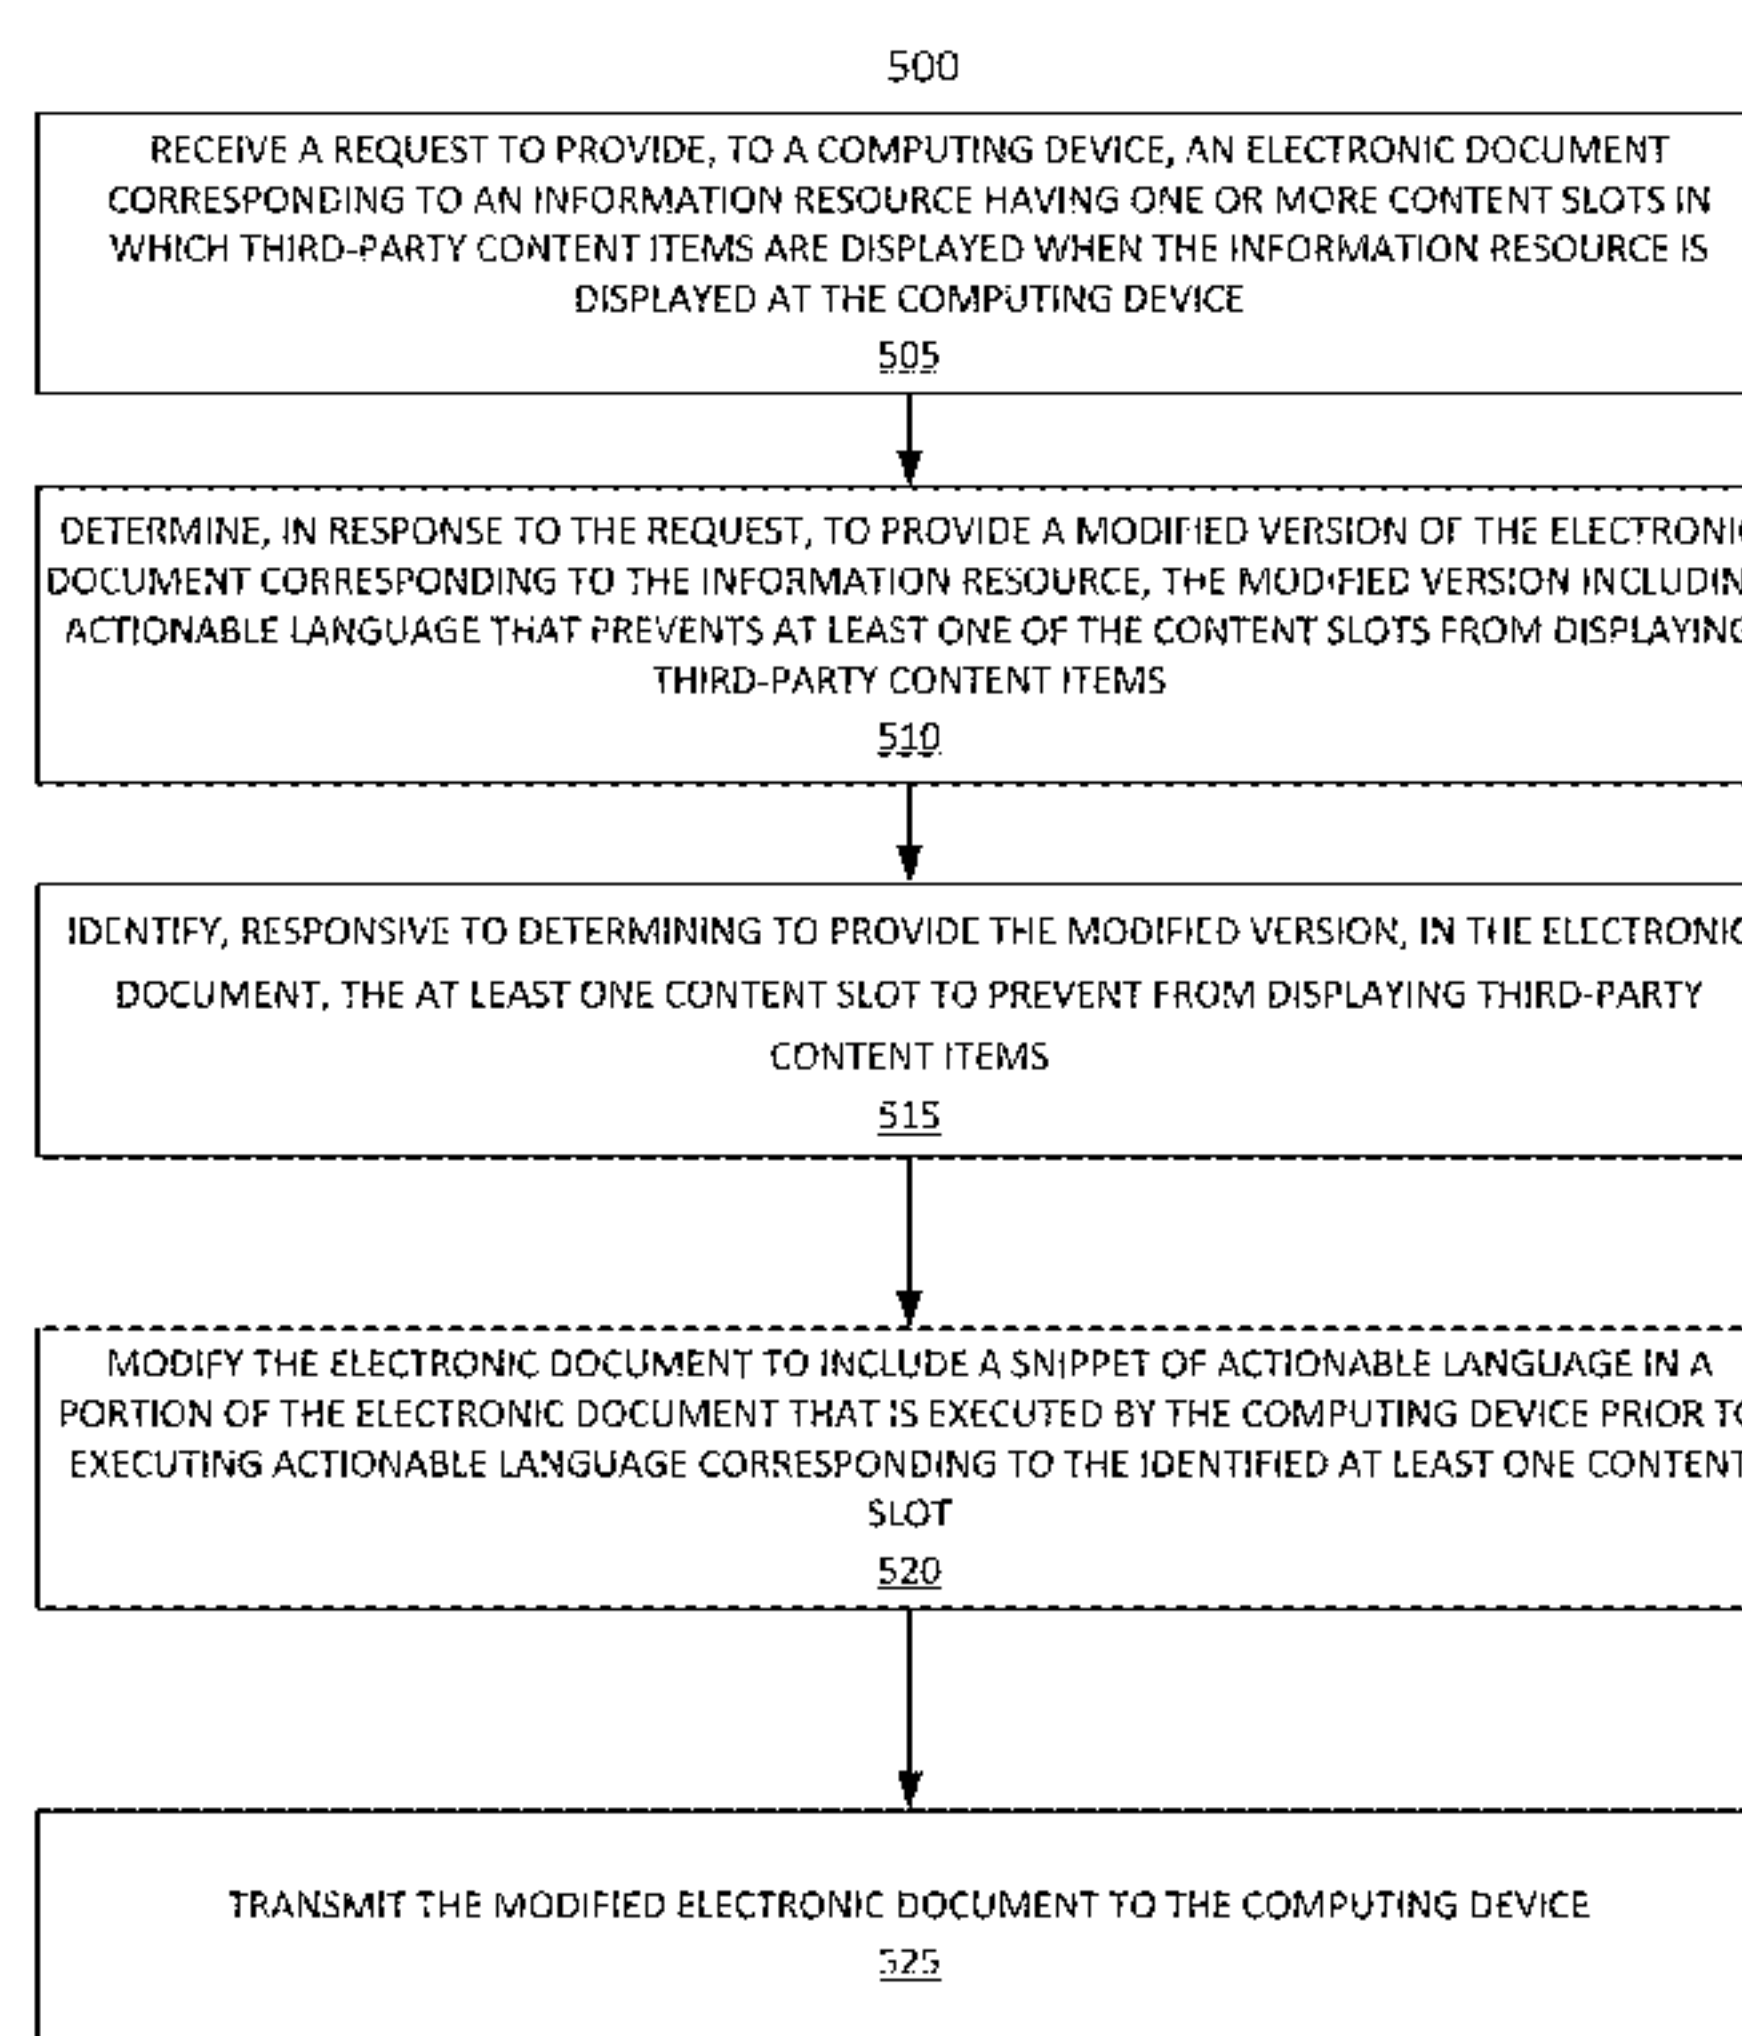 500
RECEIVE A REQUEST TO PROVIDE, TO A COMPUTING DEVICE, AN ELECTRONIC DOCUMENT
CORRESPONDING TO AN INFORMATION RESOURCE HAVING ONE OR MORE CONTENT SLOTS IN
WHICH THIRD-PARTY CONTENT ITEMS ARE DISPLAYED WHEN THE INFORMATION RESOURCE IS
DISPLAYED AT THE COMPUTING DEVICE
505
DETERMINE, IN RESPONSE TO THE REQUEST, TO PROVIDE A MODIFIED VERSION OF THE ELECTRONIC
DOCUMENT CORRESPONDING TO THE INFORMATION RESOURCE, THE MODIFIED VERSION INCLUDIN
ACTIONABLE LANGUAGE THAT PREVENTS AT LEAST ONE OF THE CONTENT SLOTS FROM DISPLAYING
THIRD-PARTY CONTENT ITEMS
510
IDENTIFY, RESPONSIVE TO DETERMINING TO PROVIDE THE MODIFIED VERSION, IN THE ELECTRONIC
DOCUMENT, THE AT LEAST ONE CONTENT SLOT TO PREVENT FROM DISPLAYING THIRD-PARTY
CONTENT ITEMS
515
MODIFY THE ELECTRONIC DOCUMENT TO INCLUDE A SNIPPET OF ACTIONABLE LANGUAGE IN A
PORTION OF THE ELECTRONIC DOCUMENT THAT IS EXECUTED BY THE COMPUTING DEVICE PRIOR TO
EXECUTING ACTIONABLE LANGUAGE CORRESPONDING TO THE IDENTIFIED AT LEAST ONE CONTENT
SLOT
520
TRANSMIT THE MODIFIED ELECTRONIC DOCUMENT TO THE COMPUTING DEVICE
525